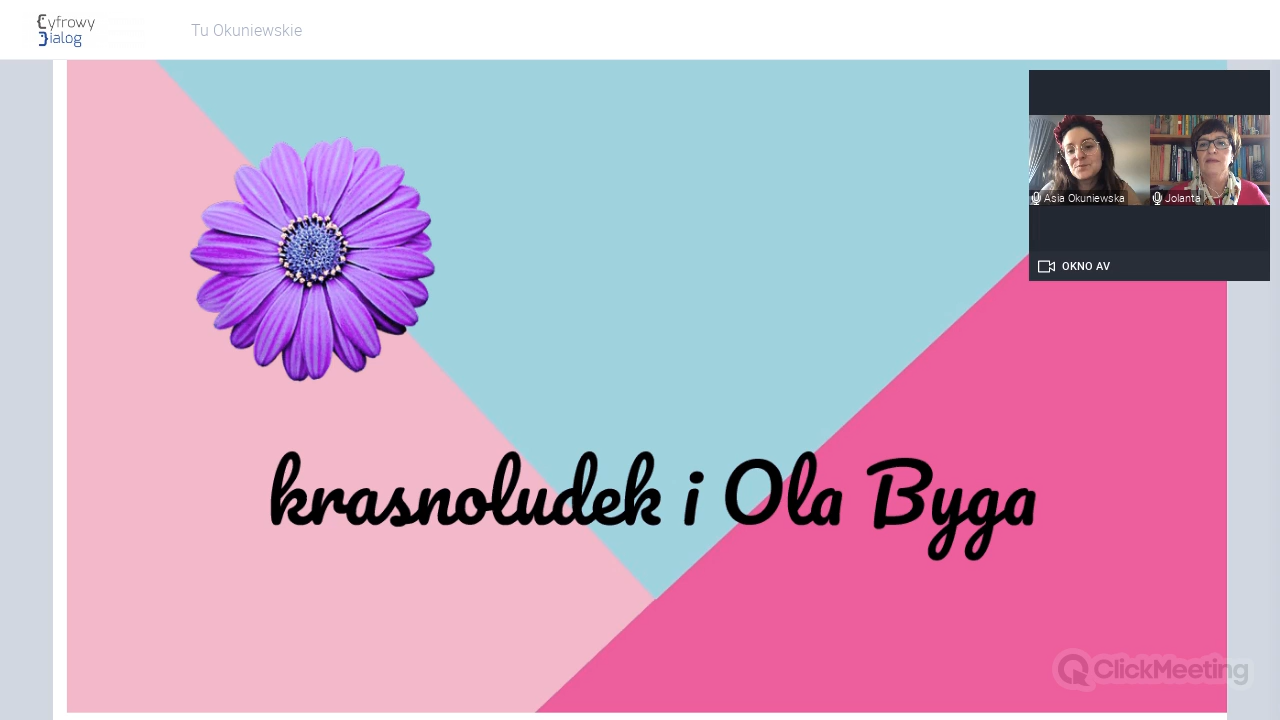 Cyfrowy
Dialog
Tu Okuniewskie
Asia Okuniewska
Jolanta
OKNO AV
krasnoludek i Ola Byga
ClickMeeting